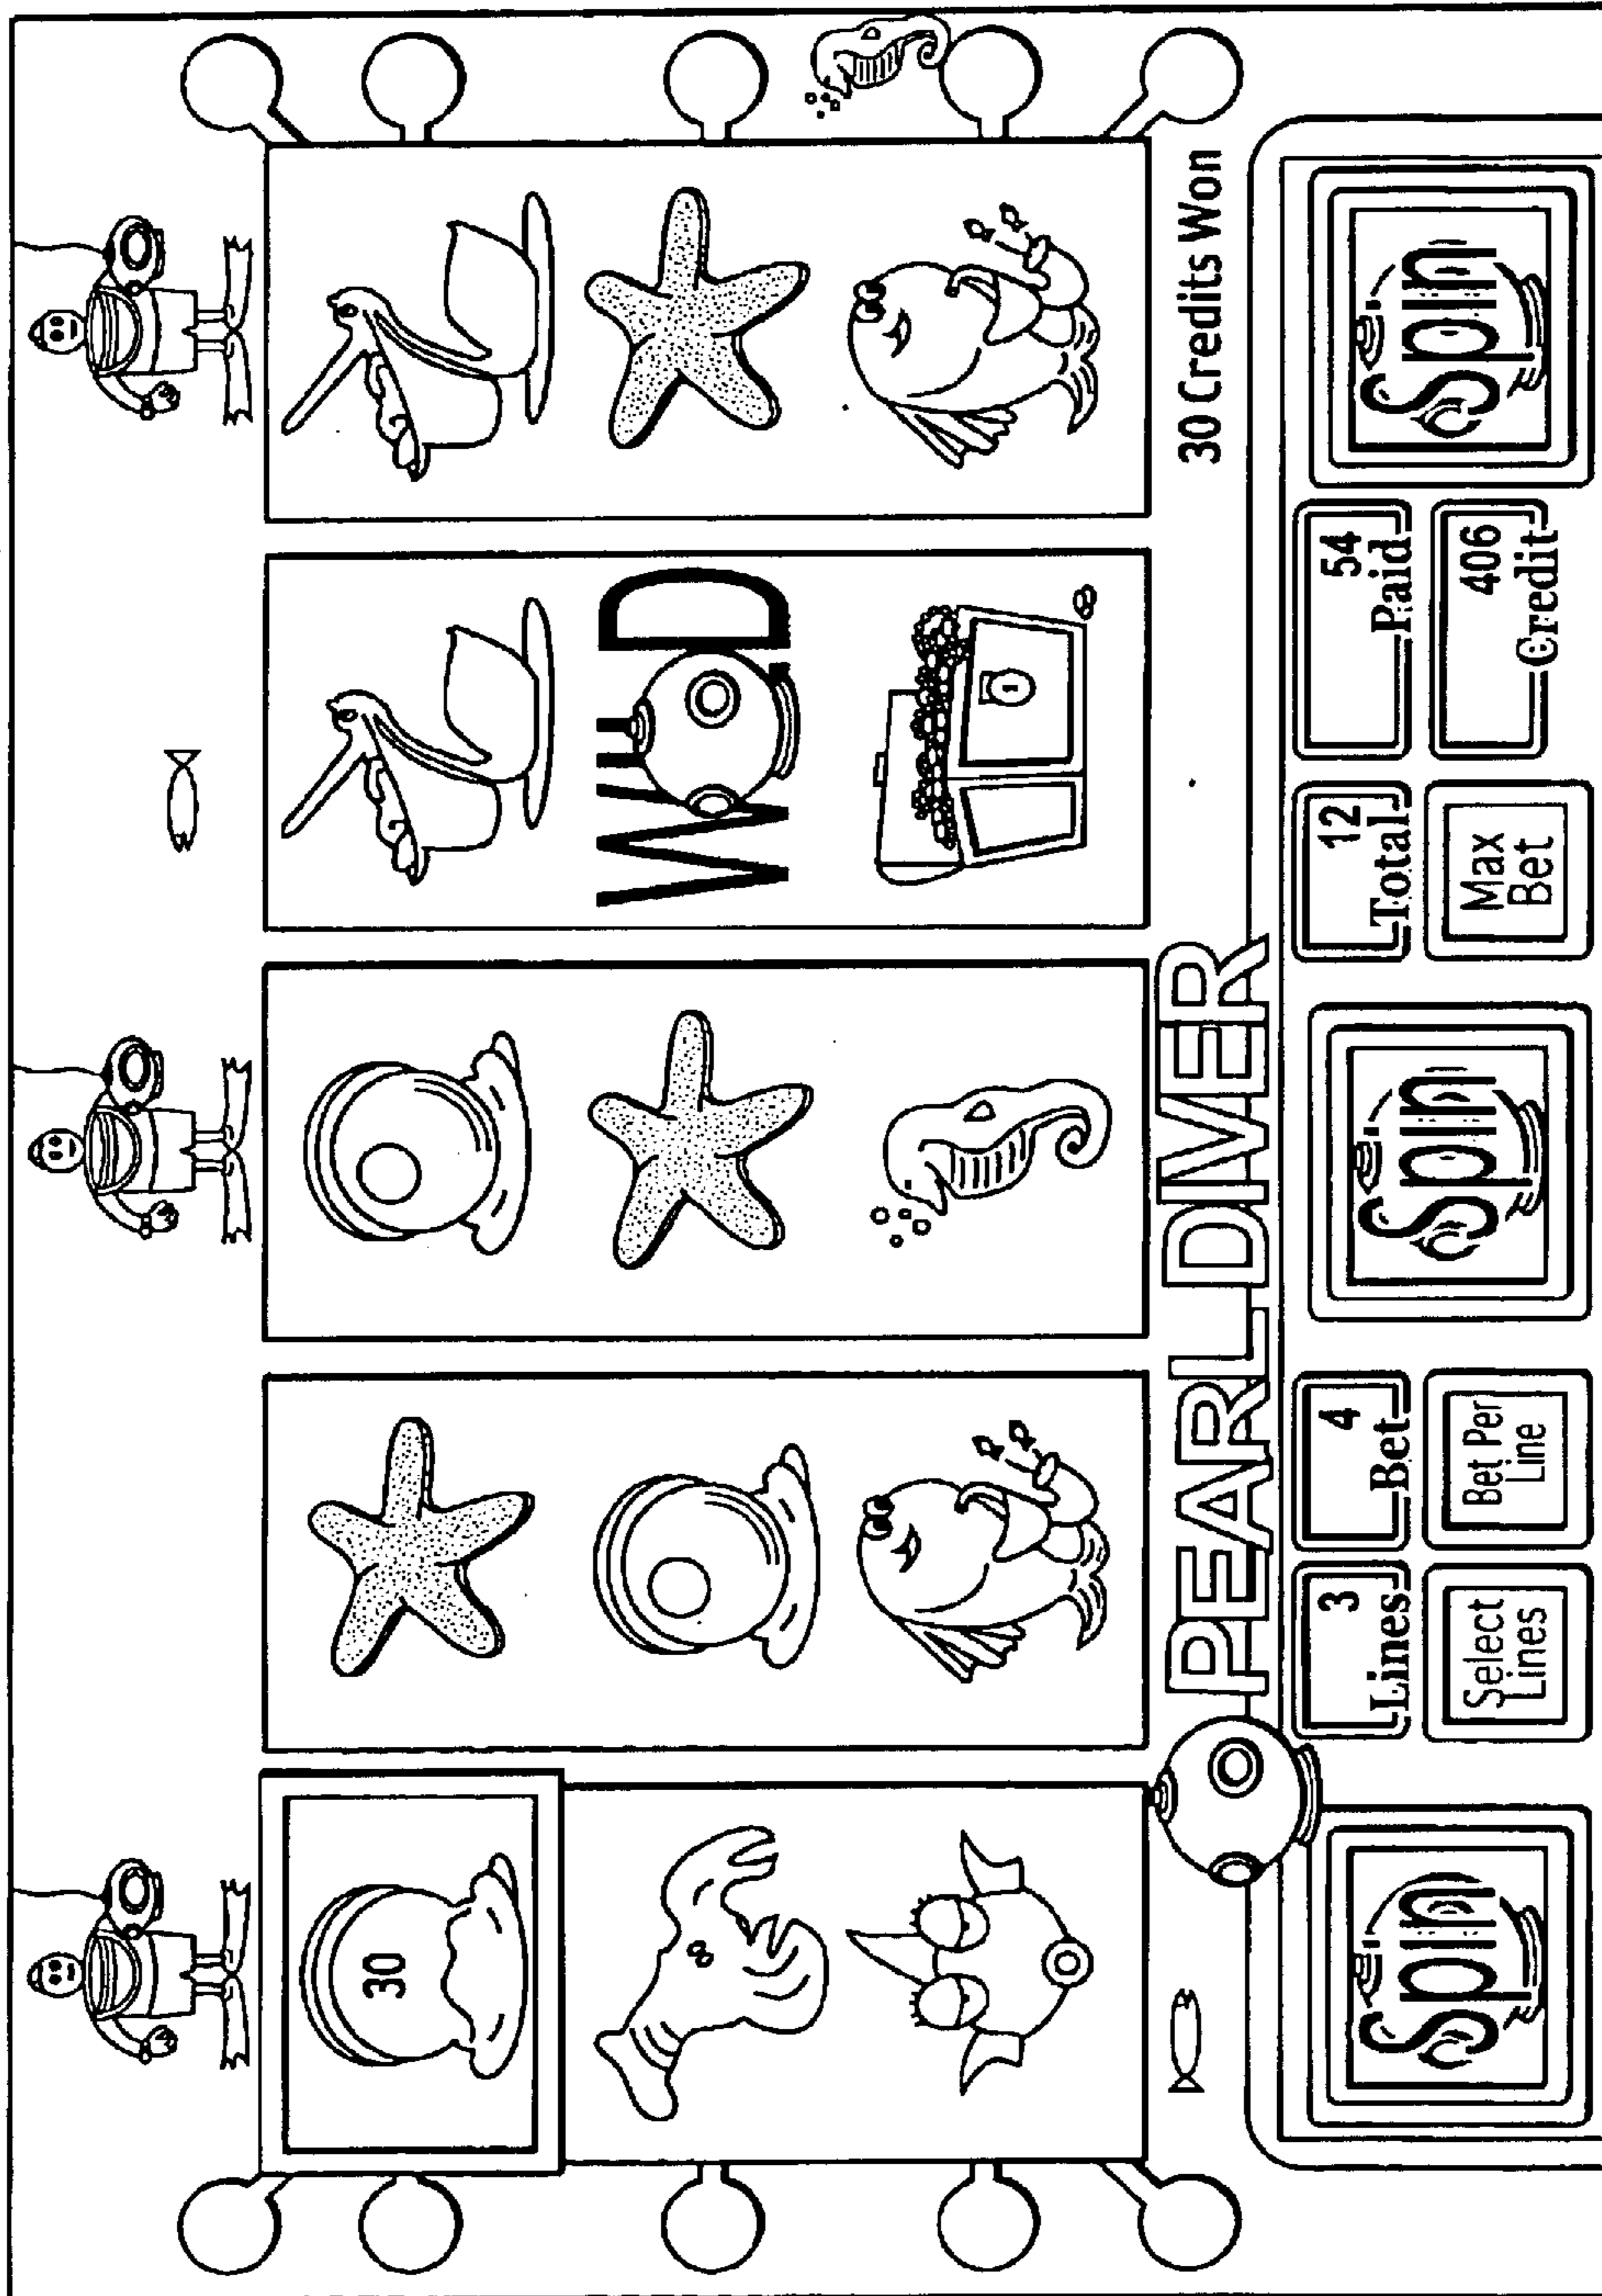 30
WILD
30 Credits Won
PEARL DIVER
3
Lines
4
Bet
12
Total
54
Paid
406
Credit
Spin
Select
Lines
Bet Per
Line
Spin
Max
Bet
Spin